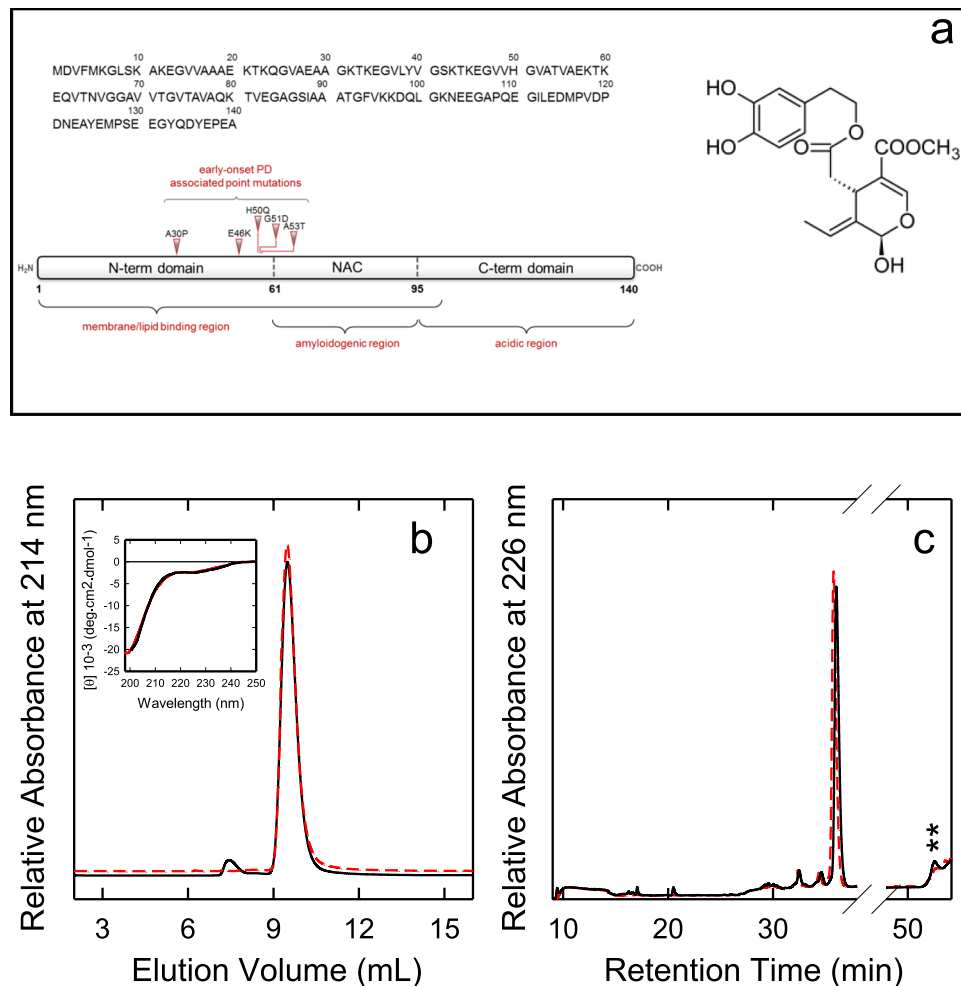 a
10 20 30 40 50 60
MDVFMKGLSK AKEGVVAAAE KTKQGVAEAA GKTKEGVLYV GSKTKEGVVH GVATVAEKTK
70 80 90 100 110 120
EQVTNVGGAV VTGVTAVAQK TVEGAGSIAA ATGFVKKDQL GKNEEGAPQE GILEDMPVDP
130 140
DNEAYEMPSE EGYQDYEPEA
early-onset PD
associated point mutations
H50Q
G51D
A30P E46K A53T
H₂N N-term domain NAC C-term domain COOH
1 61 95 140
membrane/lipid binding region
amyloidogenic region
acidic region
HO
HO
O
O
COOCH₃
O
OH
b
Relative Absorbance at 214 nm
[θ] 10-3 (deg.cm2.dmol-1)
5
0
-5
-10
-15
-20
-25
200 210 220 230 240 250
Wavelength (nm)
3 6 9 12 15
Elution Volume (mL)
c
Relative Absorbance at 226 nm
**
10 20 30 50
Retention Time (min)